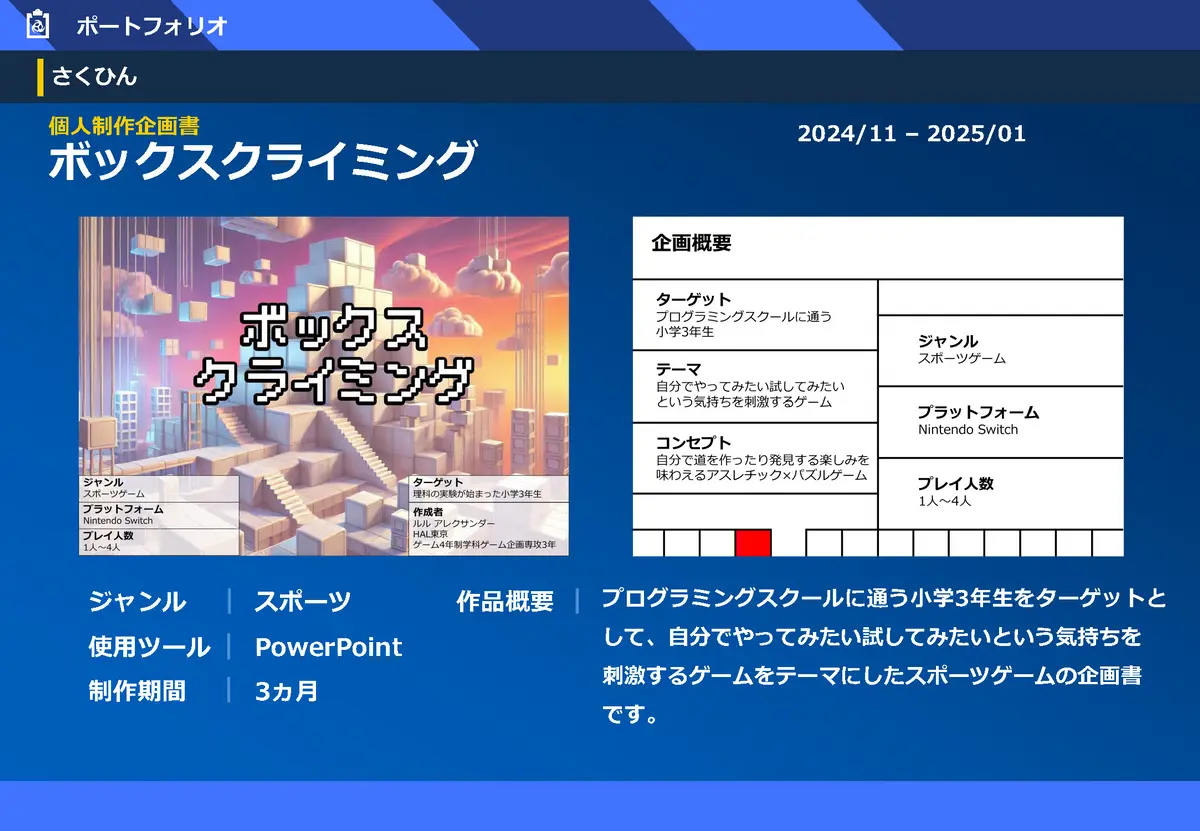 ポートフォリオ
さくひん
個人制作企画書
ボックスクライミング
2024/11 – 2025/01
ボックス
クライミング
ジャンル
スポーツゲーム
プラットフォーム
Nintendo Switch
プレイ人数
1人～4人
ターゲット
理科の実験が始まった小学3年生
作成者
ルル アレクサンダー
HAL東京
ゲーム4年制学科ゲーム企画専攻3年
企画概要
ターゲット
プログラミングスクールに通う
小学3年生
テーマ
自分でやってみたい試してみたい
という気持ちを刺激するゲーム
コンセプト
自分で道を作ったり発見する楽しみを
味わえるアスレチック×パズルゲーム
ジャンル
スポーツゲーム
プラットフォーム
Nintendo Switch
プレイ人数
1人～4人
ジャンル
スポーツ
使用ツール
PowerPoint
制作期間
3ヵ月
作品概要
プログラミングスクールに通う小学3年生をターゲットと
して、自分でやってみたい試してみたいという気持ちを
刺激するゲームをテーマにしたスポーツゲームの企画書
です。